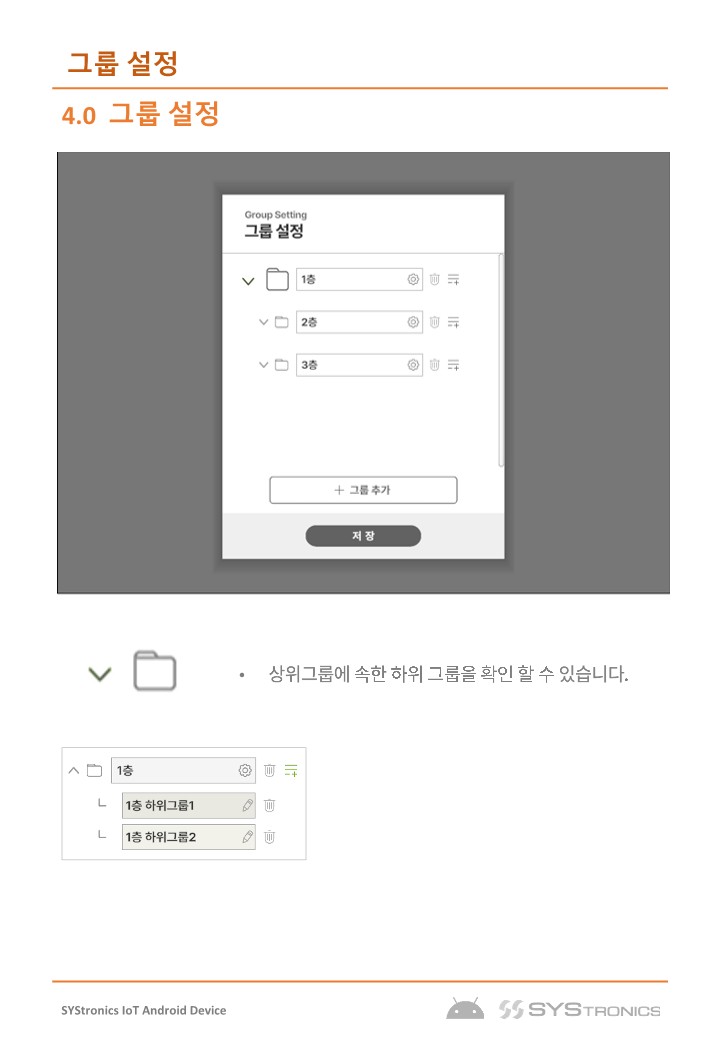 그룹 설정
4.0 그룹 설정
Group Setting
그룹 설정
1층
2층
3층
+ 그룹 추가
저 장
• 상위그룹에 속한 하위 그룹을 확인 할 수 있습니다.
1층
1층 하위그룹1
1층 하위그룹2
SYStronics IoT Android Device
SYSTRONICS